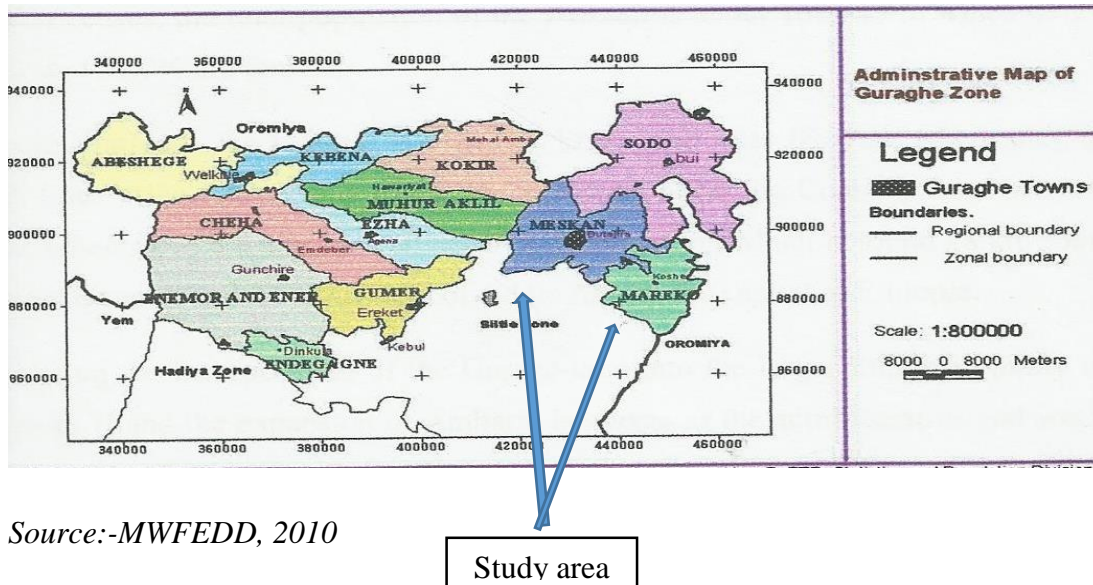 340000 360000 380000 400000 420000 440000 460000
940000 940000
Adminstrative Map of
Guraghe Zone
Oromiya
Mehal Amba
ABESHEGE
KEBENA
KOKIR
SODO
bui
920000 920000
Welkite
Hawariyat
MUHUR AKLIL
Legend
Guraghe Towns
Boundaries.
Regional boundary
Zonal boundary
CHEHA
EZHA
MESKAN
Butajira
900000 900000
Emdeber
Agena
Gunchire
Koshe
ENEMOR AND ENER
GUMER
MAREKO
880000 880000
Ereket
Yem
Siltie zone
OROMIYA
Scale: 1:800000
8000 0 8000 Meters
Kebul
Dinkula
Hadiya Zone
ENDEGAIGNE
860000 860000
340000 360000 380000 400000 420000 440000 460000
Source:-MWFEDD, 2010
Study area